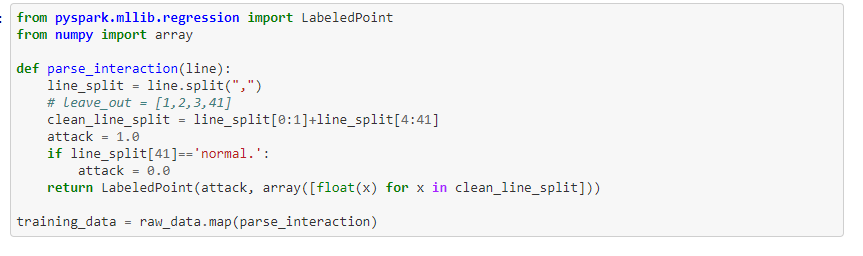 :
from pyspark.mllib.regression import LabeledPoint
from numpy import array

def parse_interaction(line):
    line_split = line.split(",")
    # leave_out = [1,2,3,41]
    clean_line_split = line_split[0:1]+line_split[4:41]
    attack = 1.0
    if line_split[41]=='normal.':
        attack = 0.0
    return LabeledPoint(attack, array([float(x) for x in clean_line_split]))

training_data = raw_data.map(parse_interaction)